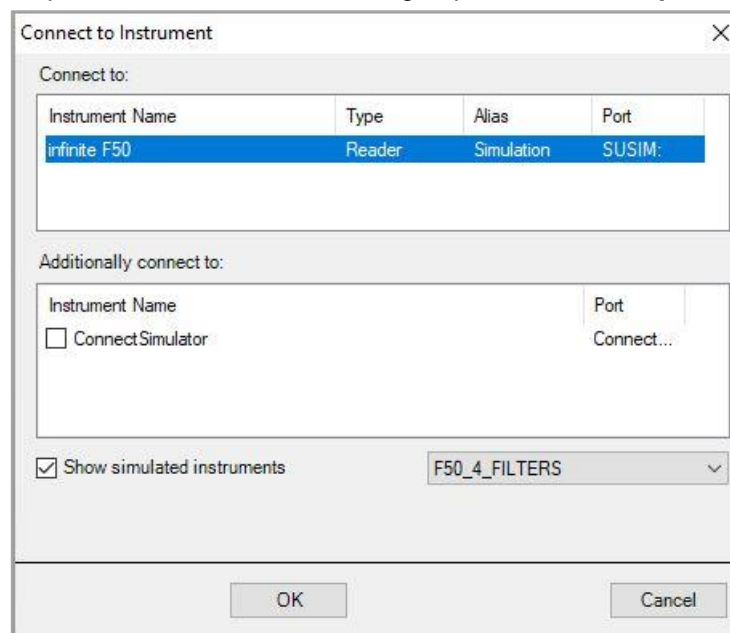 Connect to Instrument
Connect to:
Instrument Name Type Alias Port
infinite F50 Reader Simulation SUSIM:
Additionally connect to:
Instrument Name Port
ConnectSimulator Connect...
Show simulated instruments F50_4_FILTERS
OK Cancel